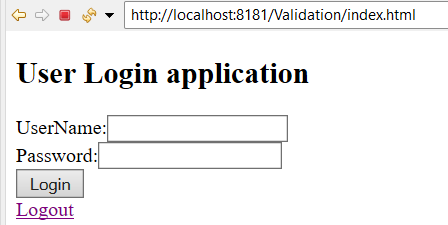 http://localhost:8181/Validation/index.html
User Login application
UserName:
Password:
Login
Logout